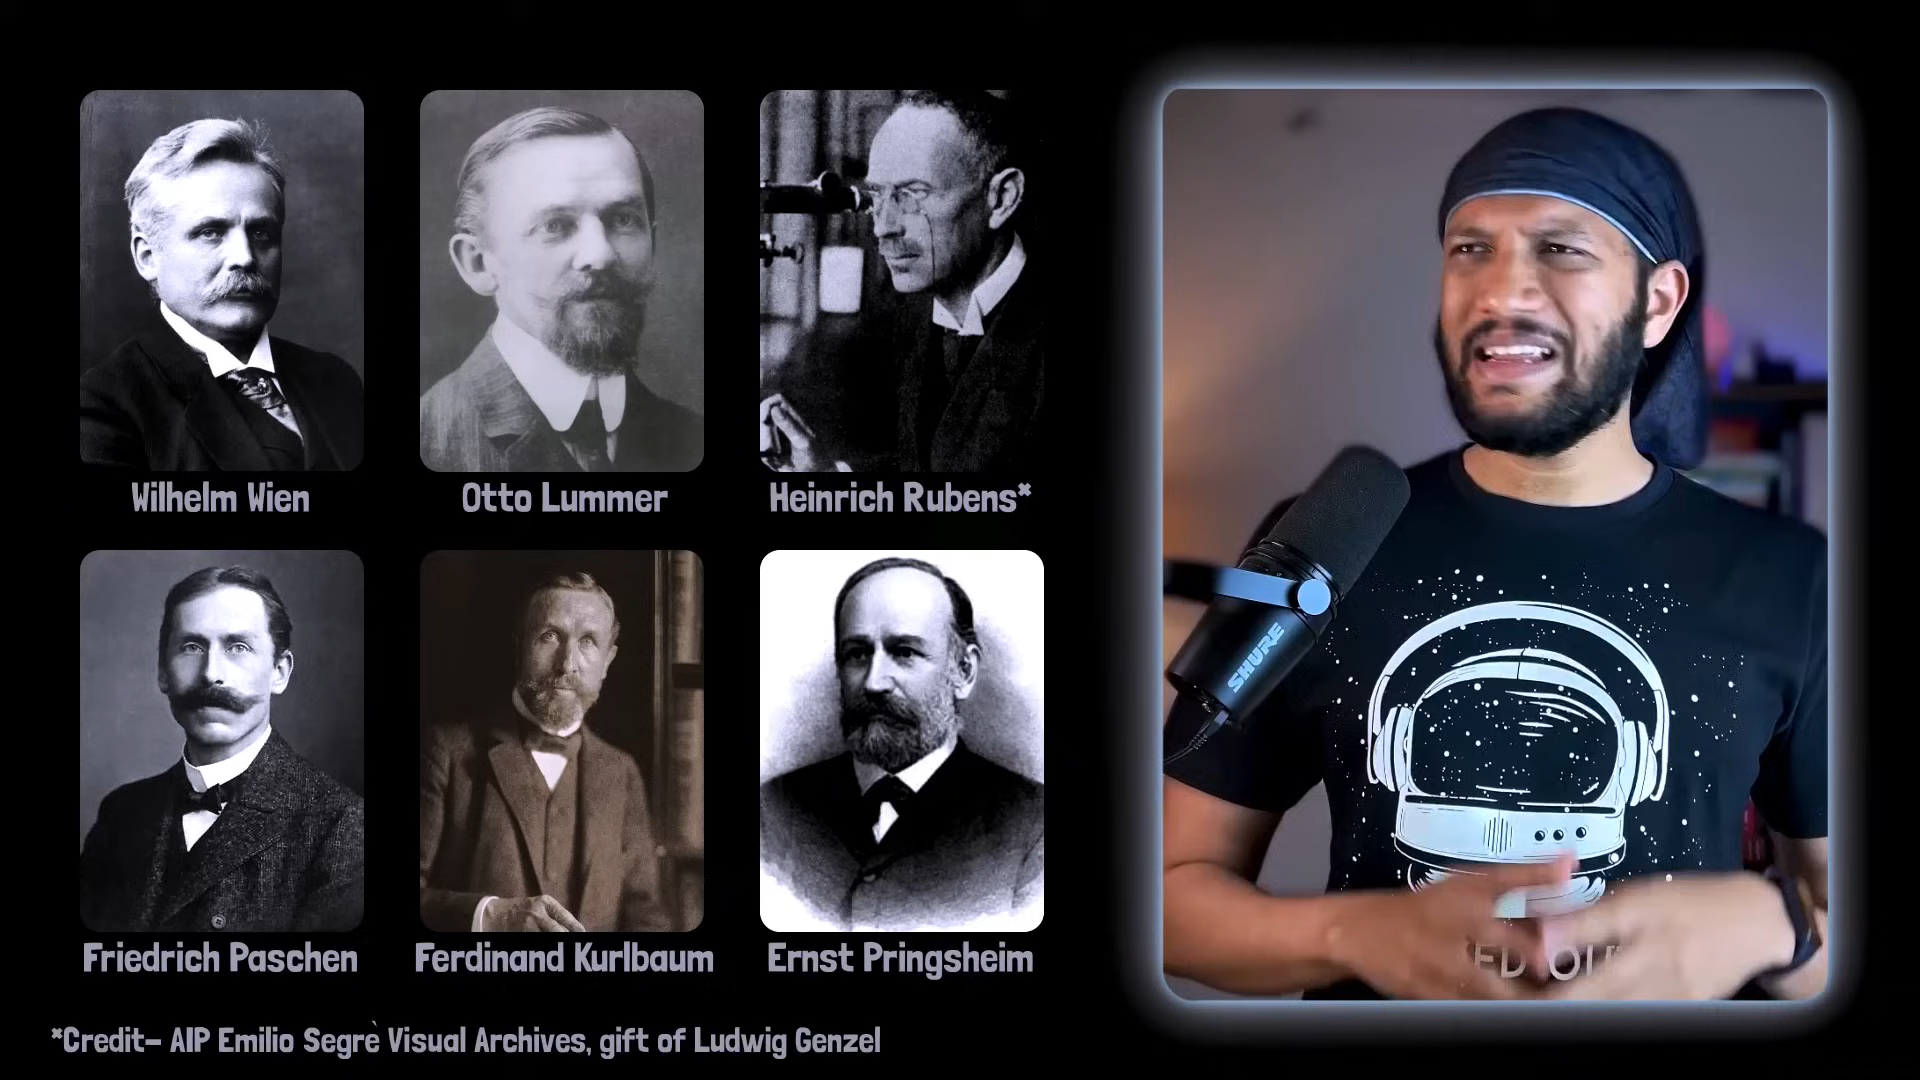 Wilhelm Wien
Otto Lummer
Heinrich Rubens*
Friedrich Paschen
Ferdinand Kurlbaum
Ernst Pringsheim
*Credit- AIP Emilio Segrè Visual Archives, gift of Ludwig Genzel
SHURE